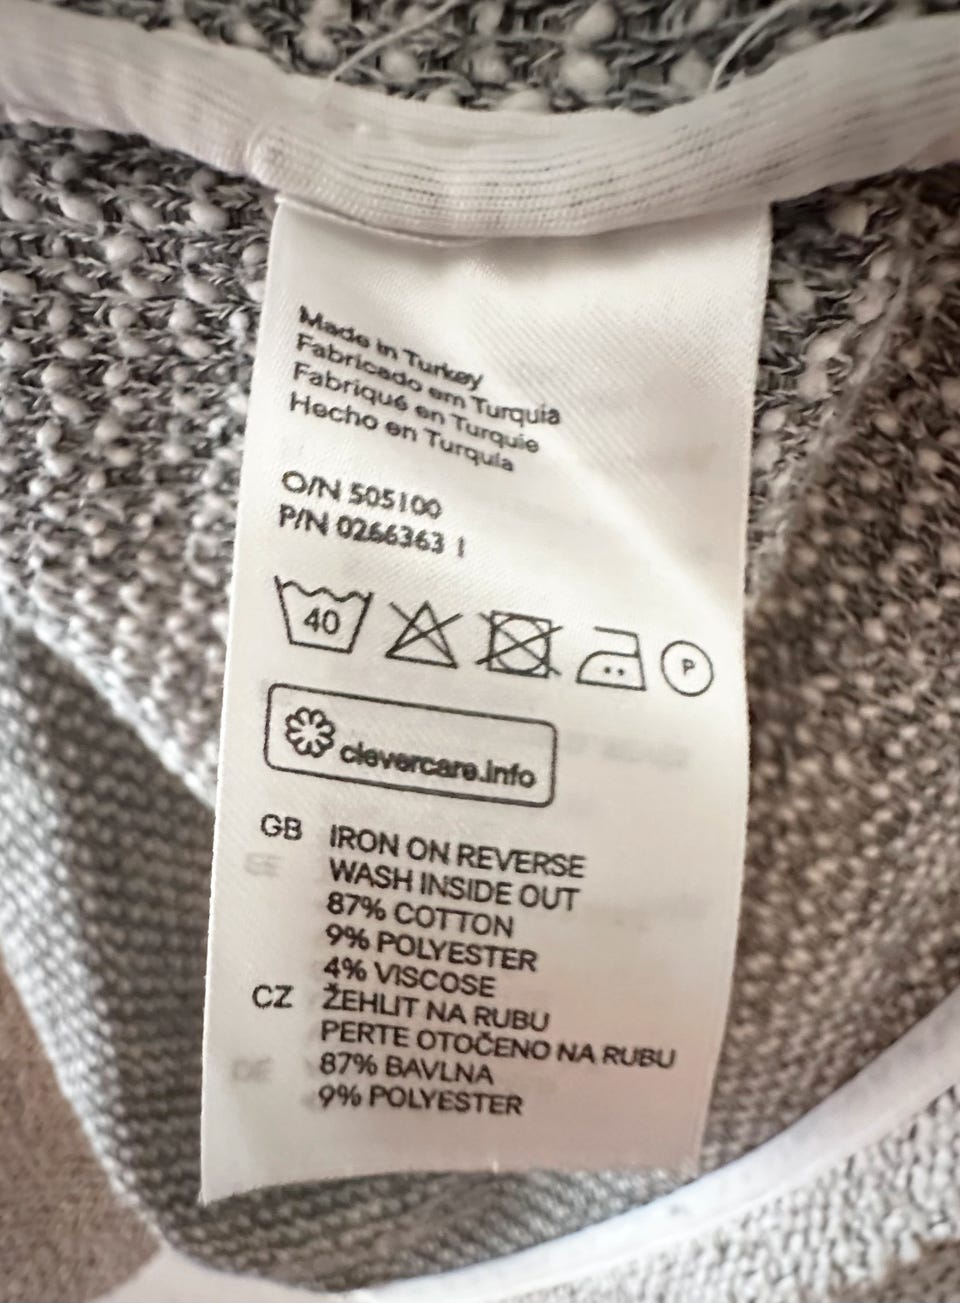 Made in Turkey
Fabricado em Turquia
Fabriqué en Turquie
Hecho en Turquia
O/N 505100
P/N 0266363 1
40 P
clevercare.info
GB IRON ON REVERSE
WASH INSIDE OUT
87% COTTON
9% POLYESTER
4% VISCOSE
CZ ŽEHLIT NA RUBU
PERTE OTOČENO NA RUBU
87% BAVLNA
9% POLYESTER